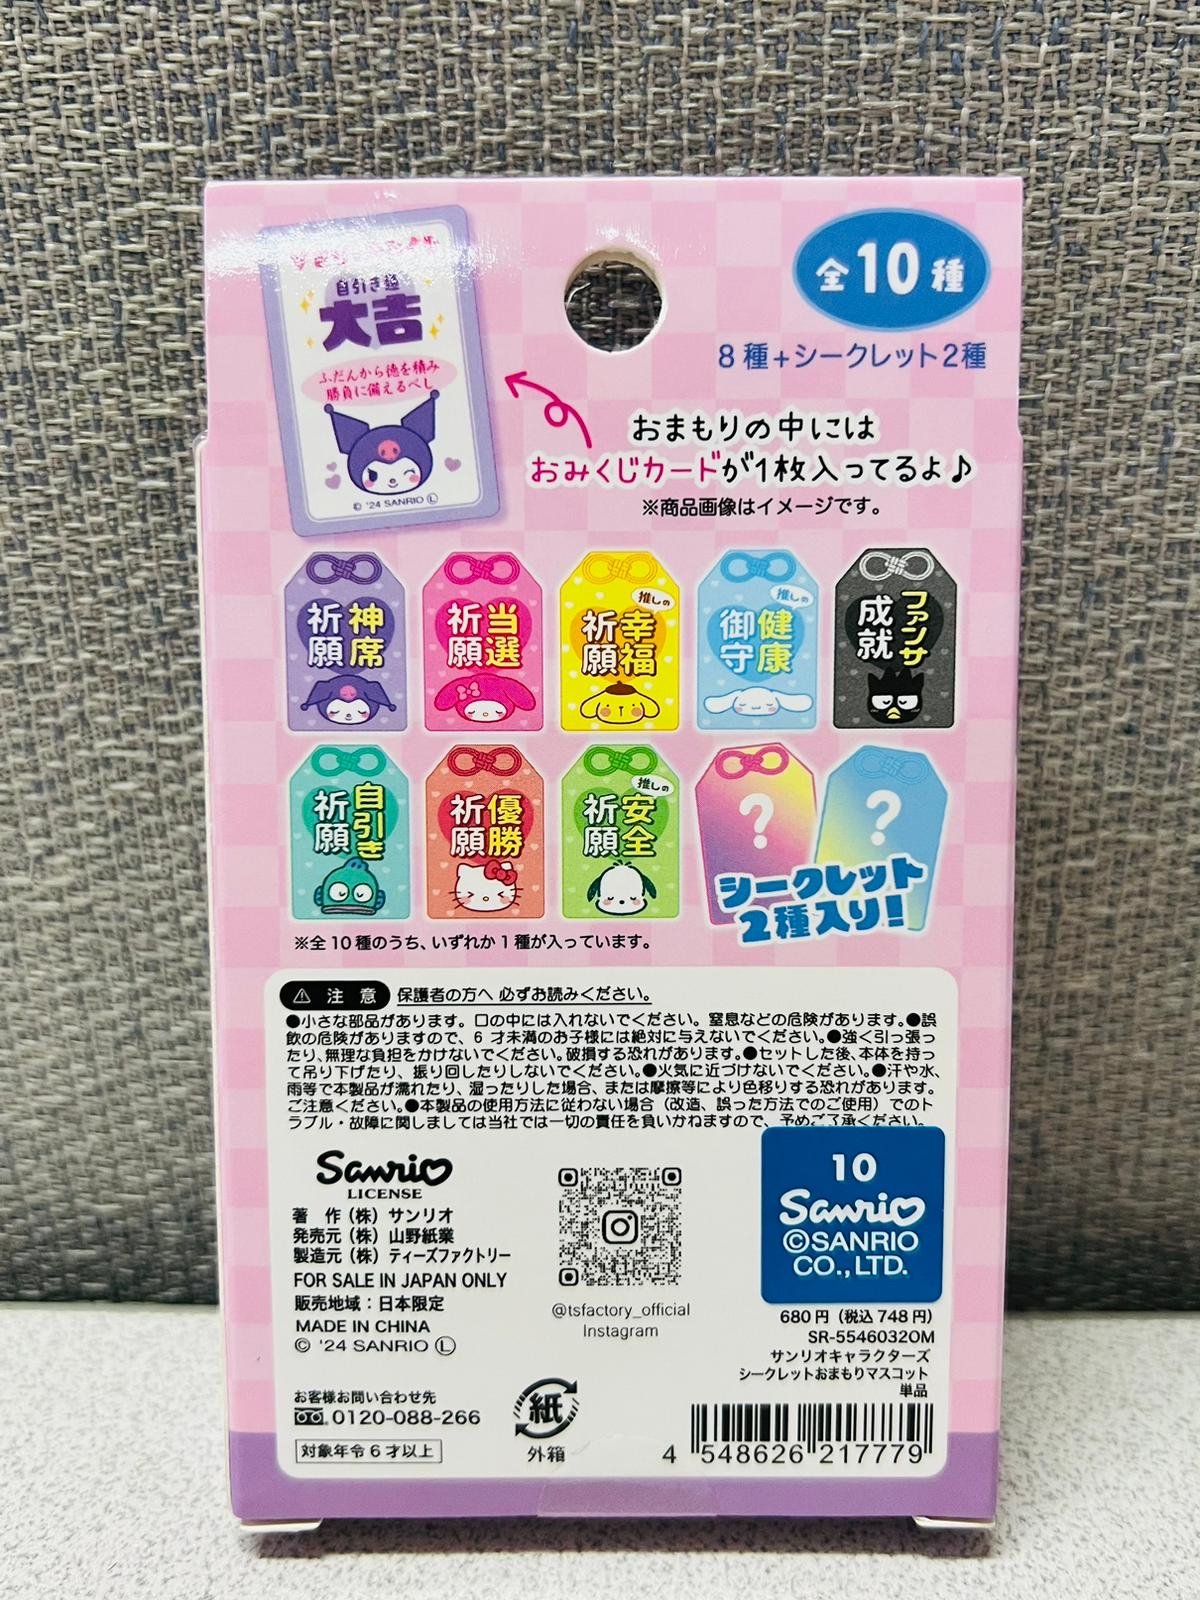 自引き運
大吉
ふだんから徳を積み
勝負に備えるべし
© '24 SANRIO Ⓛ
全10種
8種+シークレット2種
おまもりの中には
おみくじカードが1枚入ってるよ♪
※商品画像はイメージです。
神席
祈願
当選
祈願
推しの
幸福
祈願
推しの
健康
御守
ファンサ
成就
自引き
祈願
優勝
祈願
推しの
安全
祈願
?
?
シークレット
2種入り!
※全10種のうち、いずれか1種が入っています。
⚠ 注 意 保護者の方へ 必ずお読みください。
●小さな部品があります。口の中には入れないでください。窒息などの危険があります。●誤
飲の危険がありますので、6 才未満のお子様には絶対に与えないでください。●強く引っ張っ
たり、無理な負担をかけないでください。破損する恐れがあります。●セットした後、本体を持っ
て吊り下げたり、振り回したりしないでください。●火気に近づけないでください。●汗や水、
雨等で本製品が濡れたり、湿ったりした場合、または摩擦等により色移りする恐れがあります。
ご注意ください。●本製品の使用方法に従わない場合（改造、誤った方法でのご使用）でのト
ラブル・故障に関しましては当社では一切の責任を負いかねますので、予めご了承ください。
Sanrio
LICENSE
著 作（株）サンリオ
発売元（株）山野紙業
製造元（株）ティーズファクトリー
FOR SALE IN JAPAN ONLY
販売地域：日本限定
MADE IN CHINA
© '24 SANRIO Ⓛ
@tsfactory_official
Instagram
10
Sanrio
©SANRIO
CO.,LTD.
680円（税込748円）
SR-5546032OM
サンリオキャラクターズ
シークレットおまもりマスコット
単品
お客様お問い合わせ先
0120-088-266
対象年令6才以上
紙
外箱
4 548626 217779